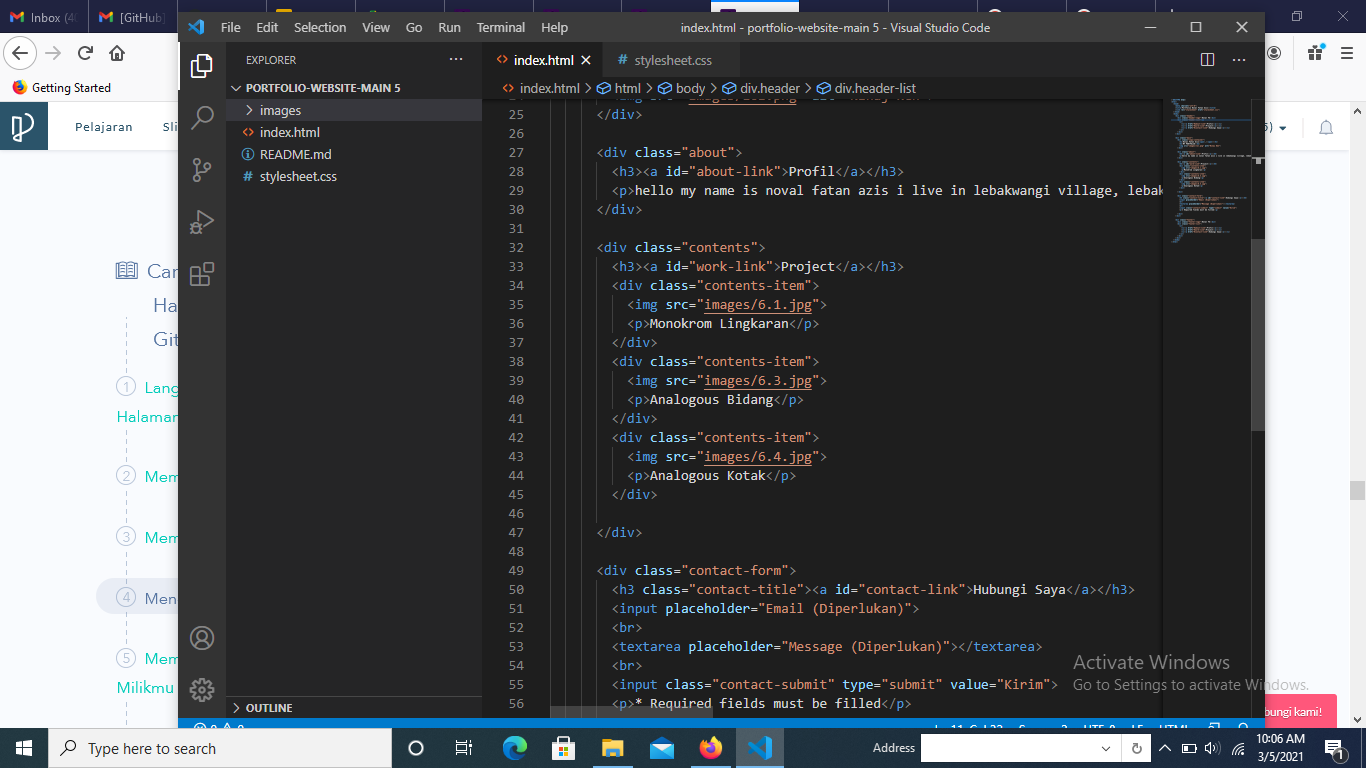 Inbox (4
[GitHub]
File Edit Selection View Go Run Terminal Help
index.html - portfolio-website-main 5 - Visual Studio Code
Getting Started
Pelajaran
Sli
5)
Car
Ha
Git
1 Lang
Halaman
2 Mem
3 Mem
4 Men
5 Mem
Milikmu
EXPLORER
PORTFOLIO-WEBSITE-MAIN 5
images
index.html
README.md
stylesheet.css
OUTLINE
index.html
stylesheet.css
index.html > html > body > div.header > div.header-list
25 </div>
26
27 <div class="about">
28 <h3><a id="about-link">Profil</a></h3>
29 <p>hello my name is noval fatan azis i live in lebakwangi village, lebak
30 </div>
31
32 <div class="contents">
33 <h3><a id="work-link">Project</a></h3>
34 <div class="contents-item">
35 <img src="images/6.1.jpg">
36 <p>Monokrom Lingkaran</p>
37 </div>
38 <div class="contents-item">
39 <img src="images/6.3.jpg">
40 <p>Analogous Bidang</p>
41 </div>
42 <div class="contents-item">
43 <img src="images/6.4.jpg">
44 <p>Analogous Kotak</p>
45 </div>
46
47 </div>
48
49 <div class="contact-form">
50 <h3 class="contact-title"><a id="contact-link">Hubungi Saya</a></h3>
51 <input placeholder="Email (Diperlukan)">
52 <br>
53 <textarea placeholder="Message (Diperlukan)"></textarea>
54 <br>
55 <input class="contact-submit" type="submit" value="Kirim">
56 <p>* Required fields must be filled</p>
Activate Windows
Go to Settings to activate Windows.
bungi kami!
Type here to search
Address
10:06 AM
3/5/2021
1